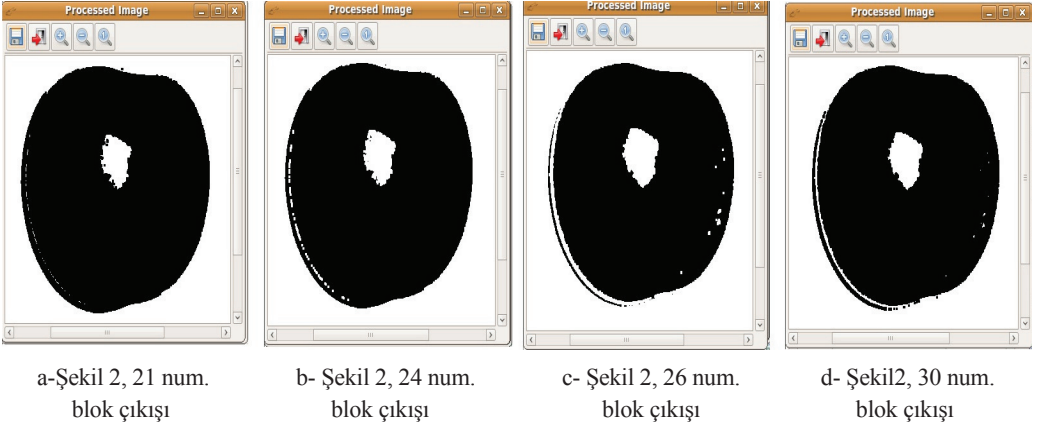 Processed Image
Processed Image
Processed Image
Processed Image
a-Şekil 2, 21 num.
blok çıkışı
b- Şekil 2, 24 num.
blok çıkışı
c- Şekil 2, 26 num.
blok çıkışı
d- Şekil2, 30 num.
blok çıkışı